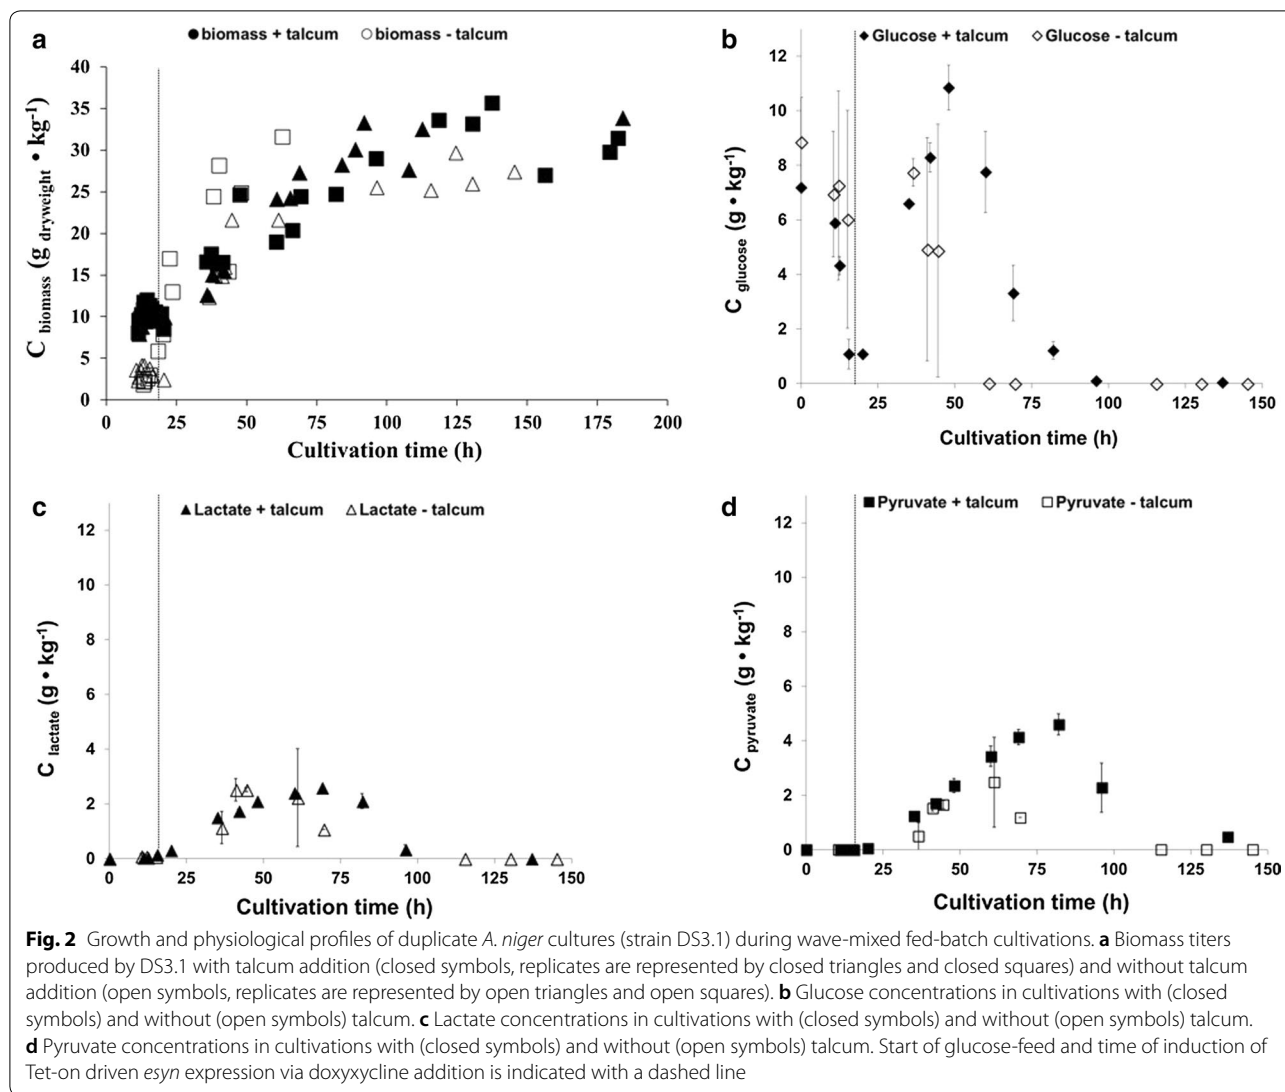 a
● biomass + talcum ○ biomass - talcum
C biomass (g dryweight • kg-1)
40
35
30
25
20
15
10
5
0
0 25 50 75 100 125 150 175 200
Cultivation time (h)
b
◆ Glucose + talcum ◇ Glucose - talcum
C glucose (g • kg-1)
12
10
8
6
4
2
0
0 25 50 75 100 125 150
Cultivation time (h)
c
▲ Lactate + talcum △ Lactate - talcum
C lactate (g • kg-1)
12
10
8
6
4
2
0
0 25 50 75 100 125 150
Cultivation time (h)
d
■ Pyruvate + talcum □ Pyruvate - talcum
C pyruvate (g • kg-1)
12
10
8
6
4
2
0
0 25 50 75 100 125 150
Cultivation time (h)
Fig. 2 Growth and physiological profiles of duplicate A. niger cultures (strain DS3.1) during wave-mixed fed-batch cultivations. a Biomass titers
produced by DS3.1 with talcum addition (closed symbols, replicates are represented by closed triangles and closed squares) and without talcum
addition (open symbols, replicates are represented by open triangles and open squares). b Glucose concentrations in cultivations with (closed
symbols) and without (open symbols) talcum. c Lactate concentrations in cultivations with (closed symbols) and without (open symbols) talcum.
d Pyruvate concentrations in cultivations with (closed symbols) and without (open symbols) talcum. Start of glucose-feed and time of induction of
Tet-on driven esyn expression via doxyxycline addition is indicated with a dashed line